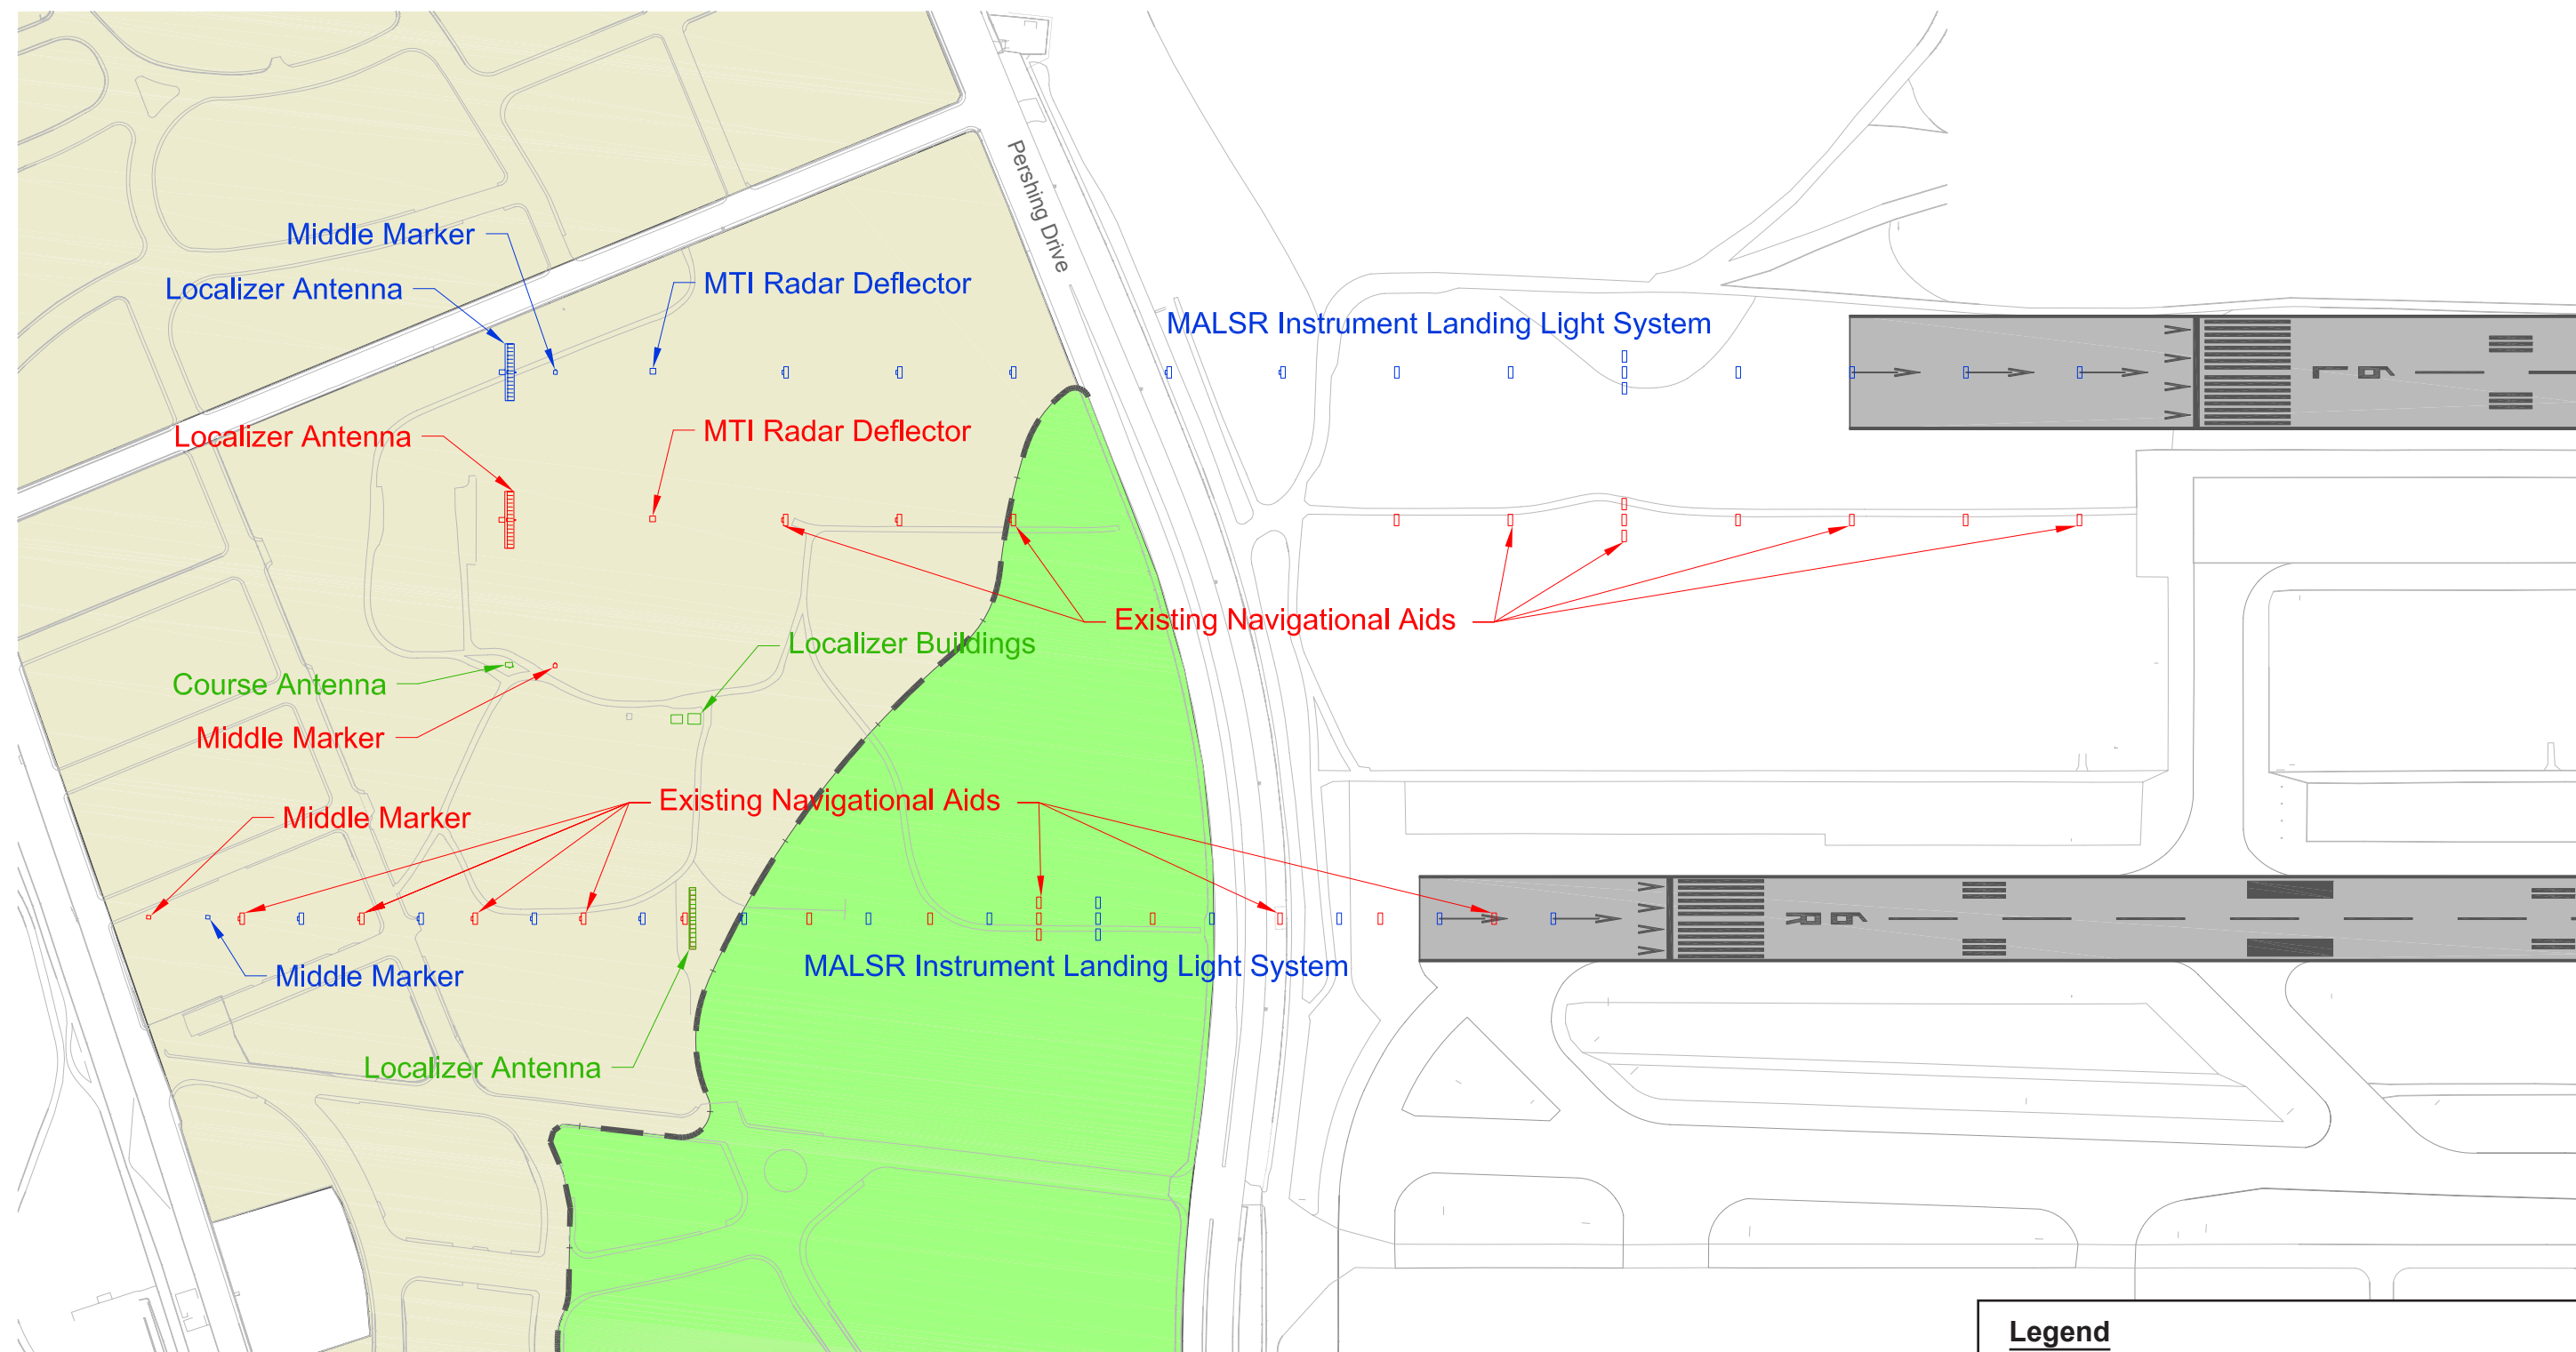 Pershing Drive
Middle Marker
Localizer Antenna
MTI Radar Deflector
MALSR Instrument Landing Light System
6L
Localizer Antenna
MTI Radar Deflector
Existing Navigational Aids
Localizer Buildings
Course Antenna
Middle Marker
Existing Navigational Aids
Middle Marker
6R
Middle Marker
MALSR Instrument Landing Light System
Localizer Antenna
Legend